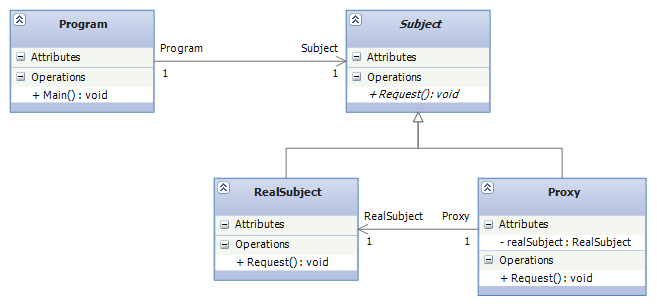 Program
Attributes
Operations
+ Main() : void
Program
Subject
1
1
Subject
Attributes
Operations
+ Request() : void
RealSubject
Attributes
Operations
+ Request() : void
RealSubject
Proxy
1
1
Proxy
Attributes
- realSubject : RealSubject
Operations
+ Request() : void